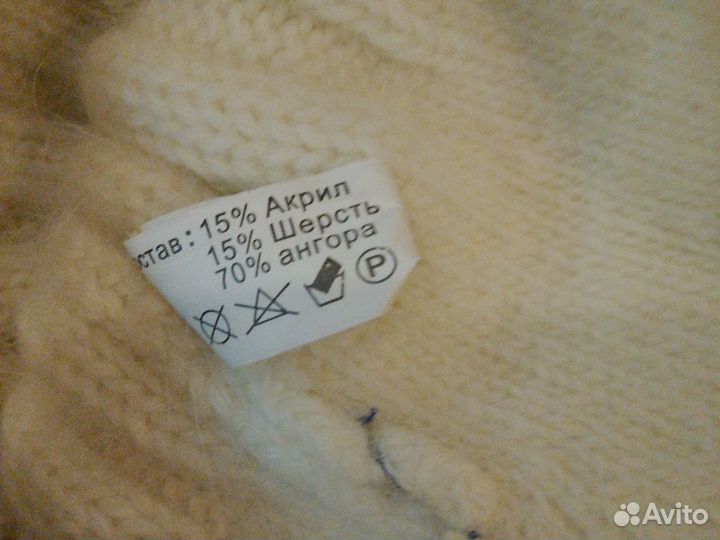 став: 15% Акрил
15% Шерсть
70% ангора
P
Avito